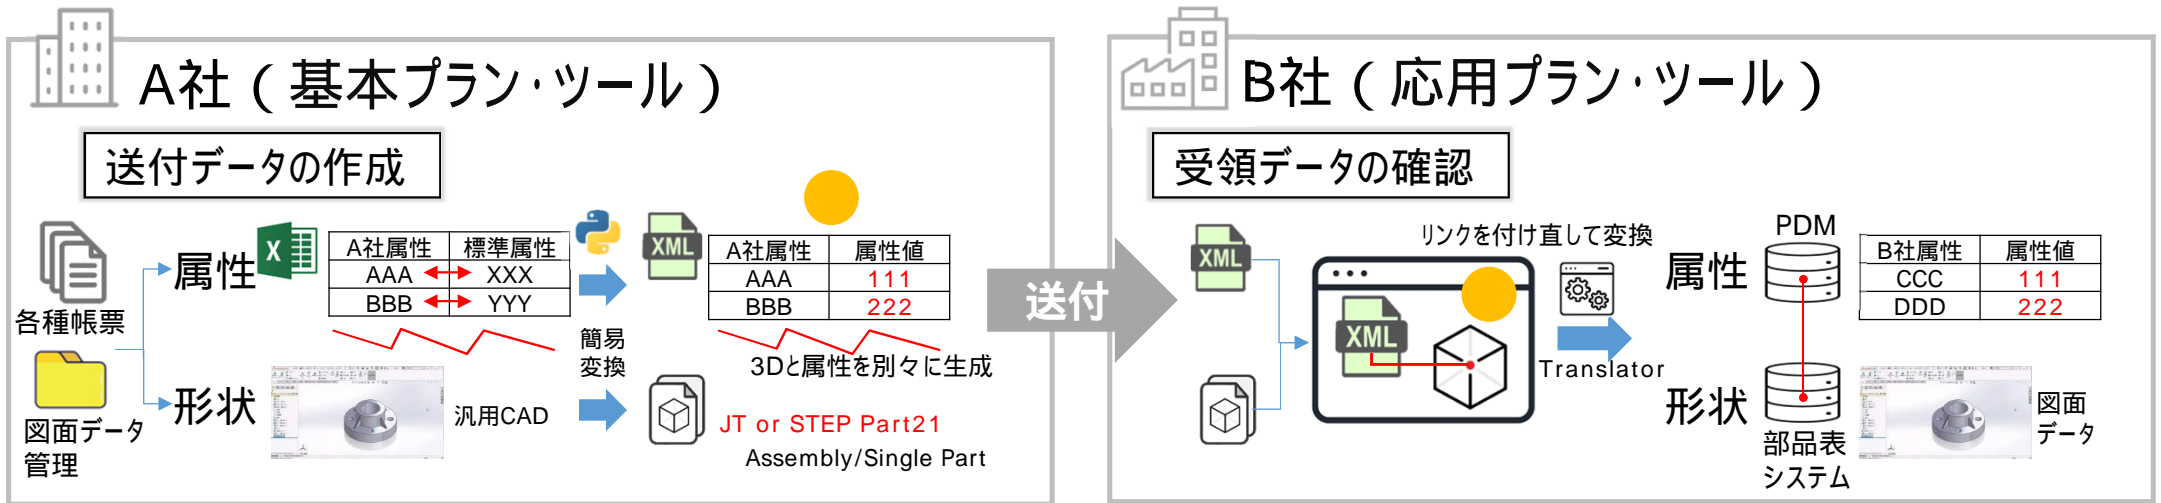 A社（基本プラン･ツール）
送付データの作成
各種帳票
図面データ
管理
属性
形状
X
A社属性 標準属性
AAA XXX
BBB YYY
汎用CAD
簡易
変換
XML
A社属性 属性値
AAA 111
BBB 222
3Dと属性を別々に生成
JT or STEP Part21
Assembly/Single Part
送付
B社（応用プラン･ツール）
受領データの確認
XML
リンクを付け直して変換
XML
Translator
属性
形状
PDM
部品表
システム
B社属性 属性値
CCC 111
DDD 222
図面
データ